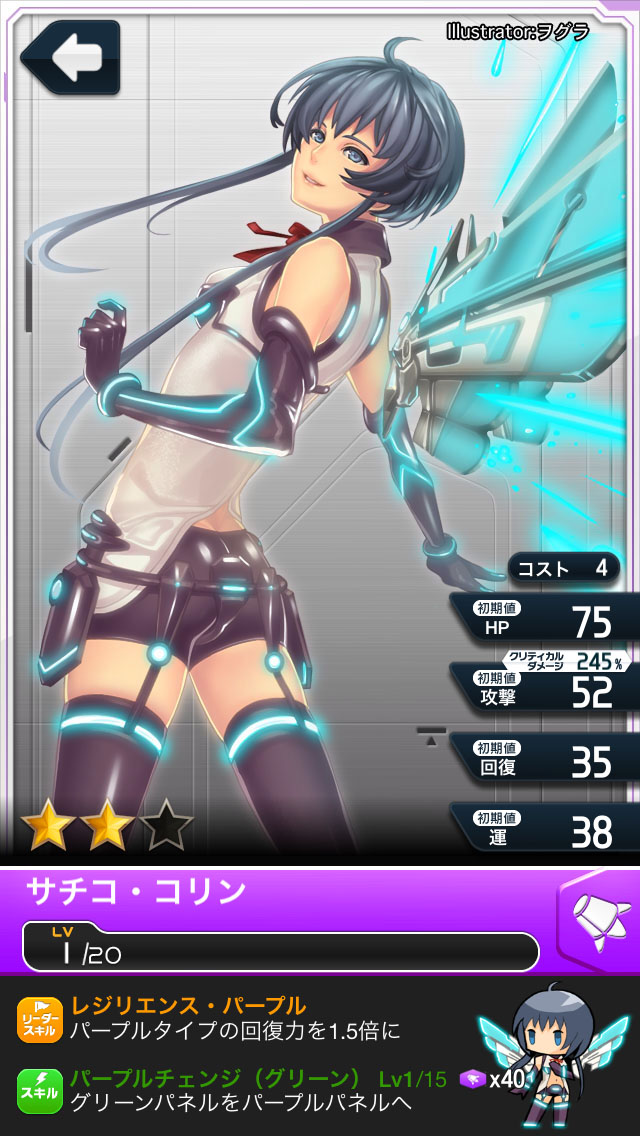 Illustrator:ヲグラ
コスト 4
初期値
HP 75
クリティカル
ダメージ 245%
初期値
攻撃 52
初期値
回復 35
初期値
運 38
サチコ・コリン
LV
1/20
リーダー
スキル
レジリエンス・パープル
パープルタイプの回復力を1.5倍に
スキル
パープルチェンジ（グリーン） Lv1/15 x40
グリーンパネルをパープルパネルへ